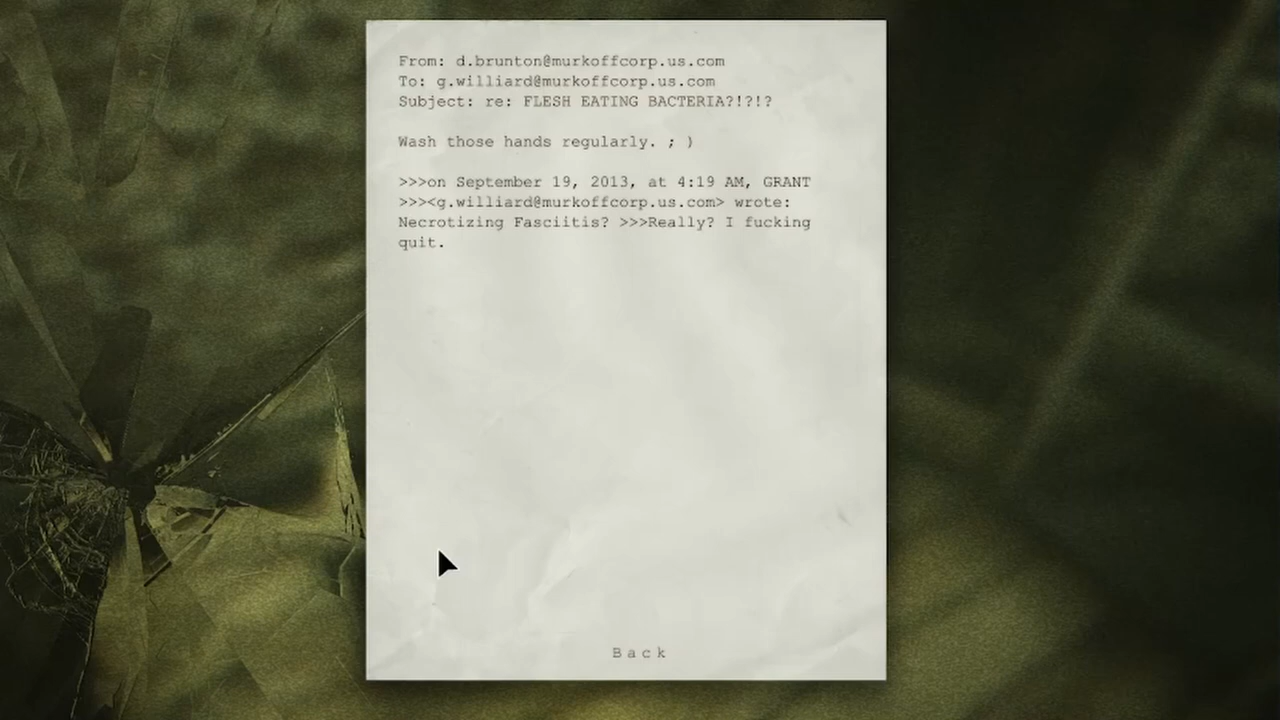 From: d.brunton@murkoffcorp.us.com
To: g.williard@murkoffcorp.us.com
Subject: re: FLESH EATING BACTERIA?!?!?
Wash those hands regularly. ; )
>>>on September 19, 2013, at 4:19 AM, GRANT
>>><g.williard@murkoffcorp.us.com> wrote:
Necrotizing Fasciitis? >>>Really? I fucking
quit.
Back